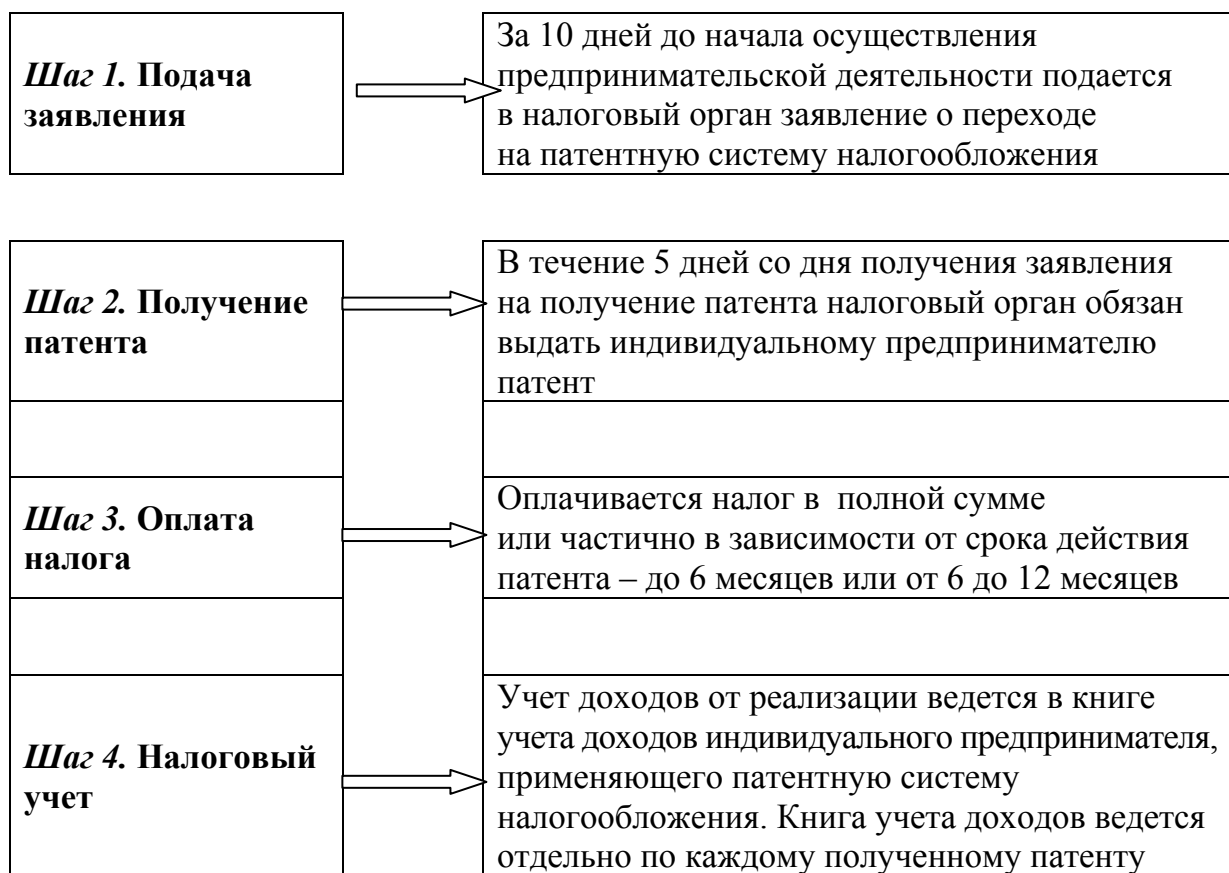 Шаг 1. Подача
заявления
За 10 дней до начала осуществления
предпринимательской деятельности подается
в налоговый орган заявление о переходе
на патентную систему налогообложения
Шаг 2. Получение
патента
В течение 5 дней со дня получения заявления
на получение патента налоговый орган обязан
выдать индивидуальному предпринимателю
патент
Шаг 3. Оплата
налога
Оплачивается налог в полной сумме
или частично в зависимости от срока действия
патента – до 6 месяцев или от 6 до 12 месяцев
Шаг 4. Налоговый
учет
Учет доходов от реализации ведется в книге
учета доходов индивидуального предпринимателя,
применяющего патентную систему
налогообложения. Книга учета доходов ведется
отдельно по каждому полученному патенту